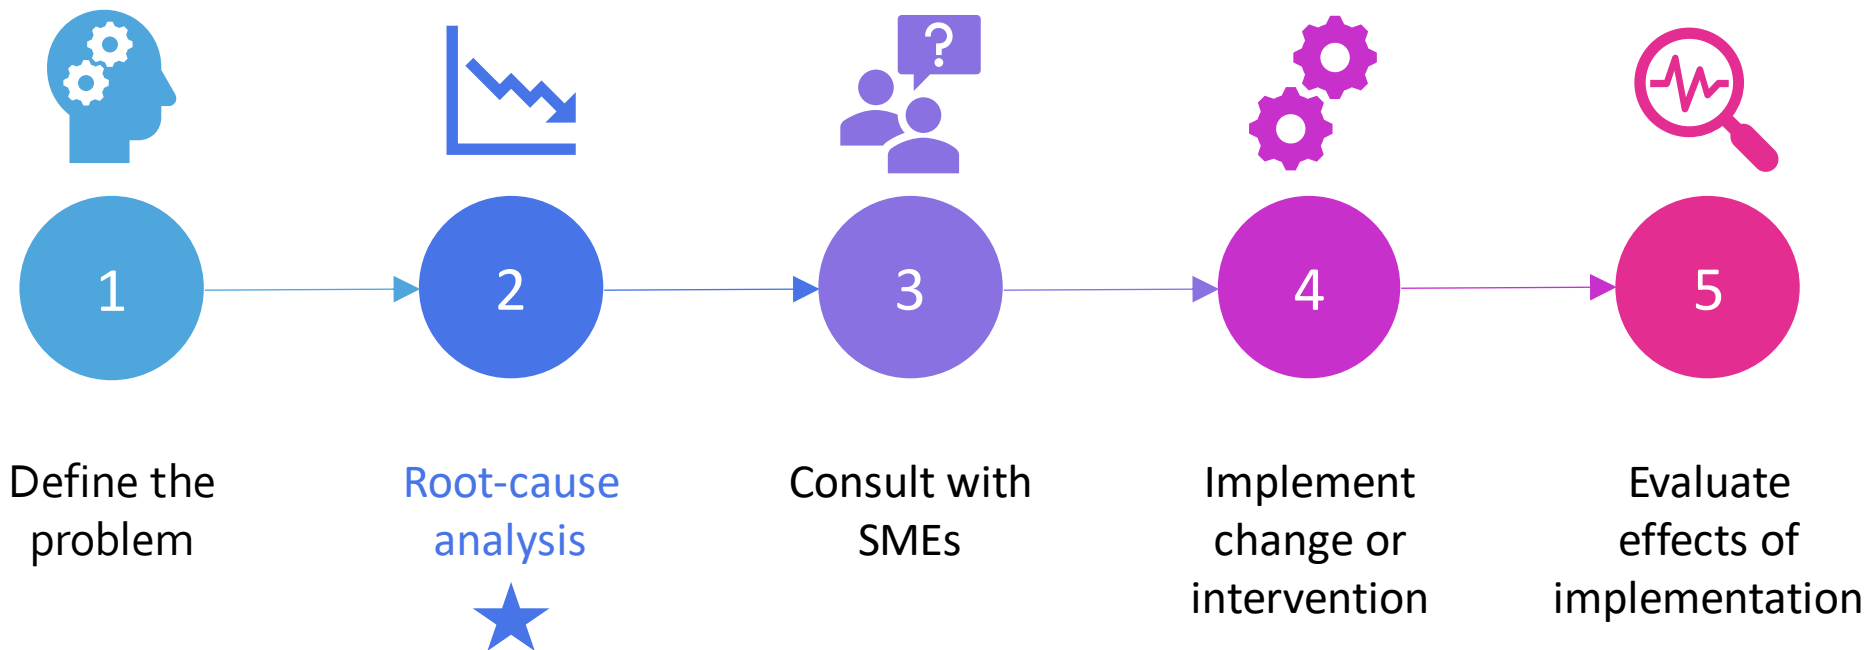 ?
1
2
3
4
5
Define the
problem
Root-cause
analysis
Consult with
SMEs
Implement
change or
intervention
Evaluate
effects of
implementation